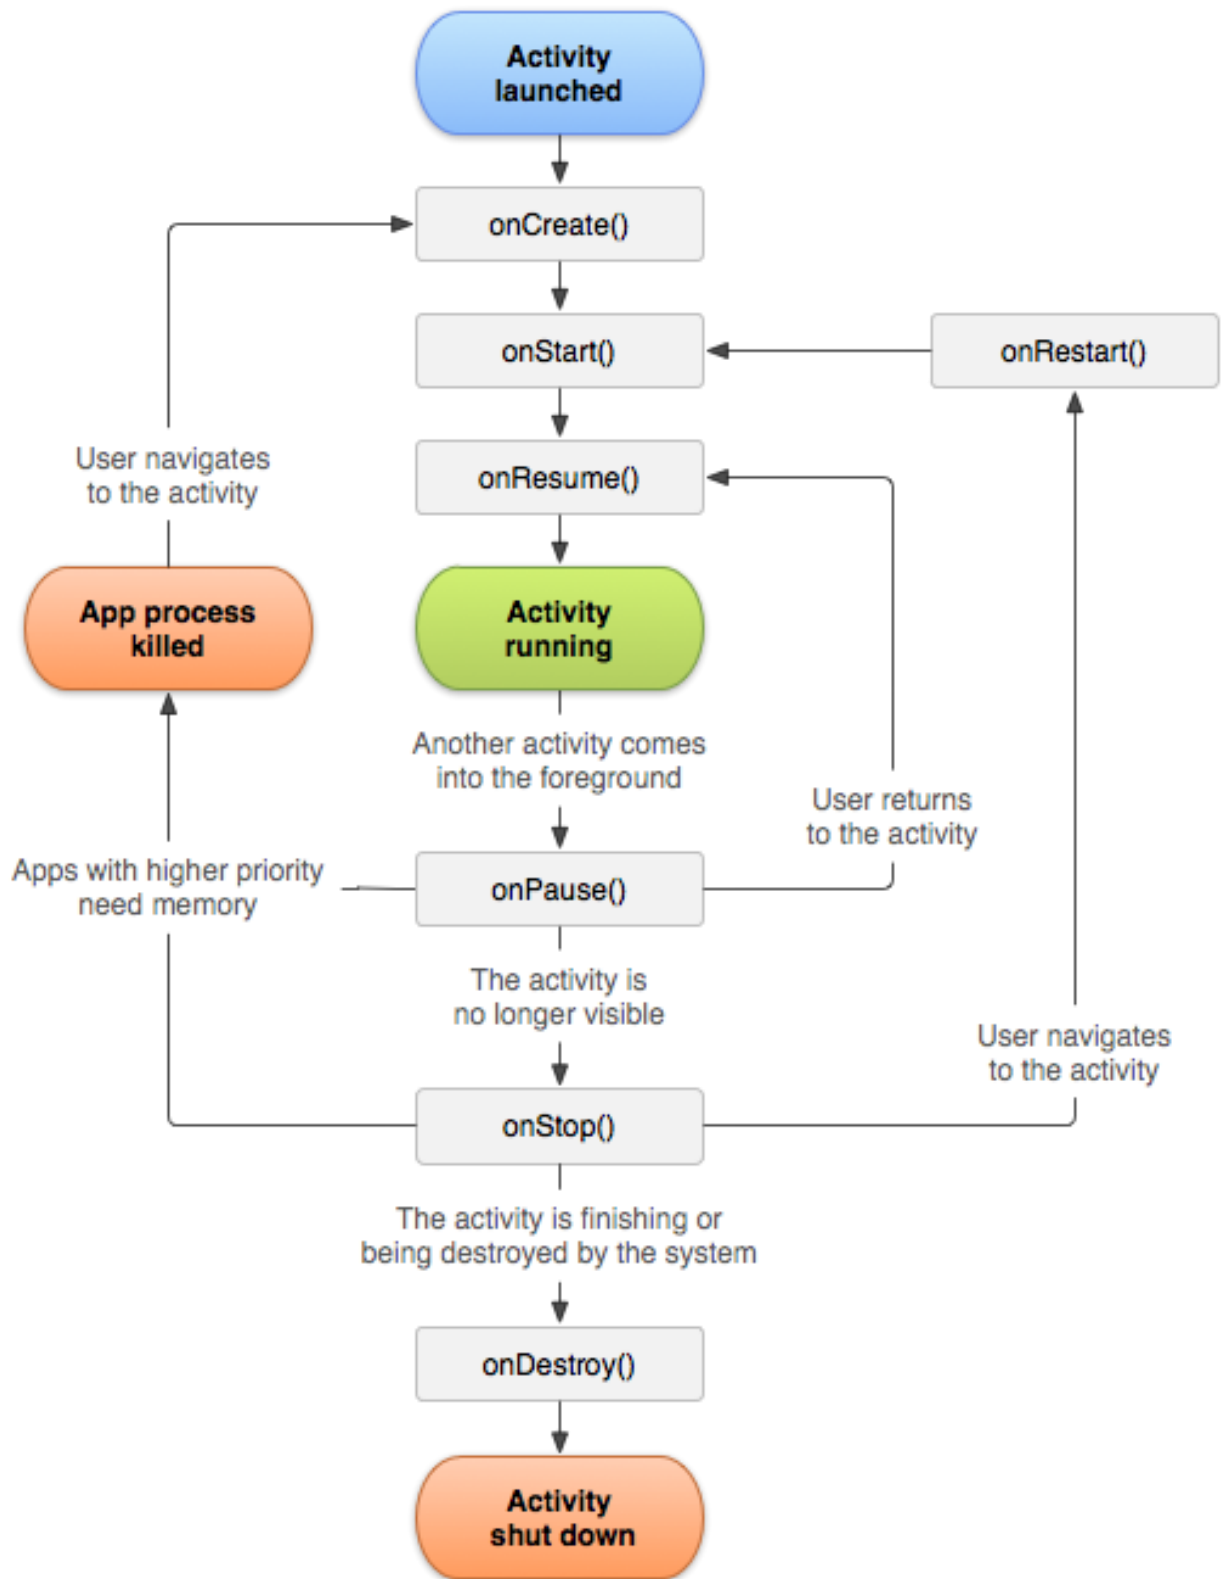 Activity
launched
onCreate()
onStart()
onRestart()
onResume()
User navigates
to the activity
App process
killed
Activity
running
Another activity comes
into the foreground
User returns
to the activity
Apps with higher priority
need memory
onPause()
The activity is
no longer visible
User navigates
to the activity
onStop()
The activity is finishing or
being destroyed by the system
onDestroy()
Activity
shut down